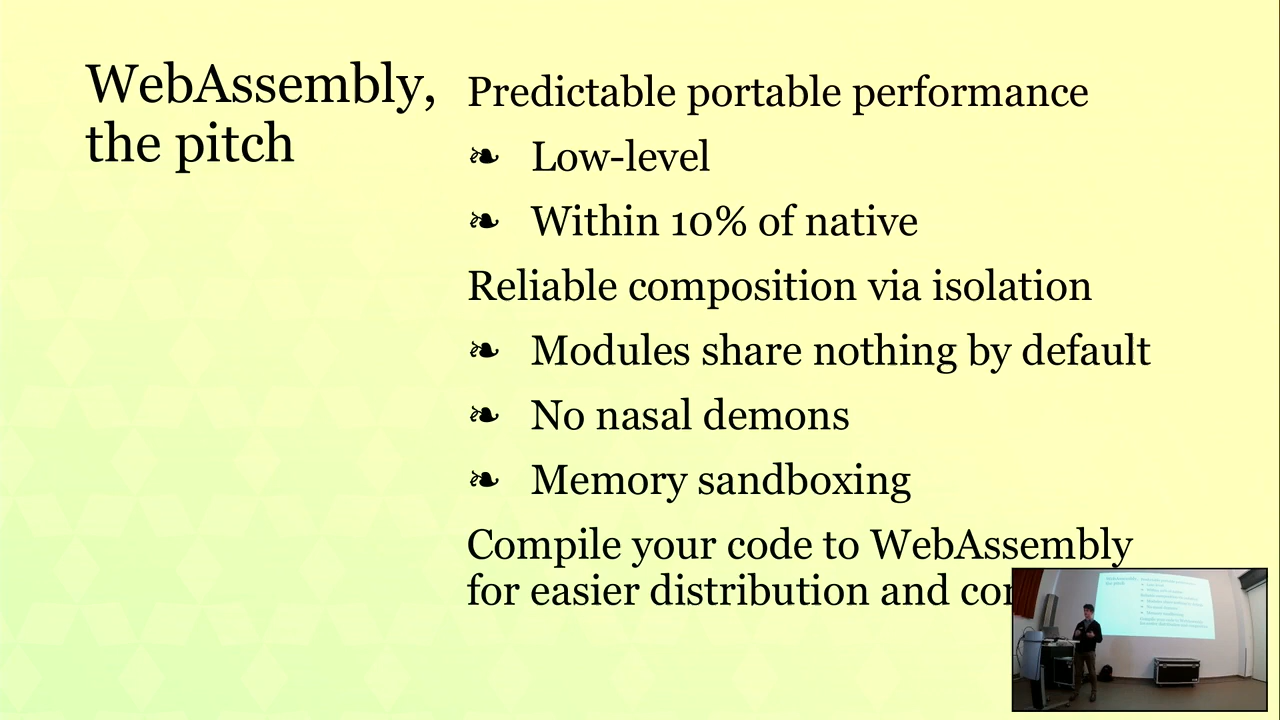 WebAssembly,
the pitch
Predictable portable performance
❧ Low-level
❧ Within 10% of native
Reliable composition via isolation
❧ Modules share nothing by default
❧ No nasal demons
❧ Memory sandboxing
Compile your code to WebAssembly
for easier distribution and